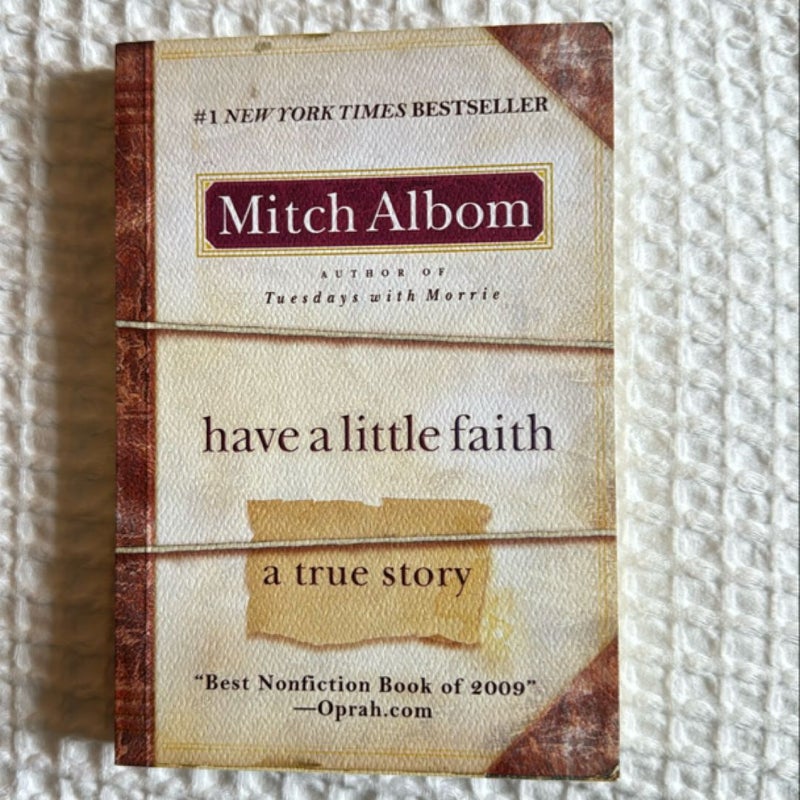 #1 NEW YORK TIMES BESTSELLER
Mitch Albom
AUTHOR OF
Tuesdays with Morrie
have a little faith
a true story
“Best Nonfiction Book of 2009”
—Oprah.com